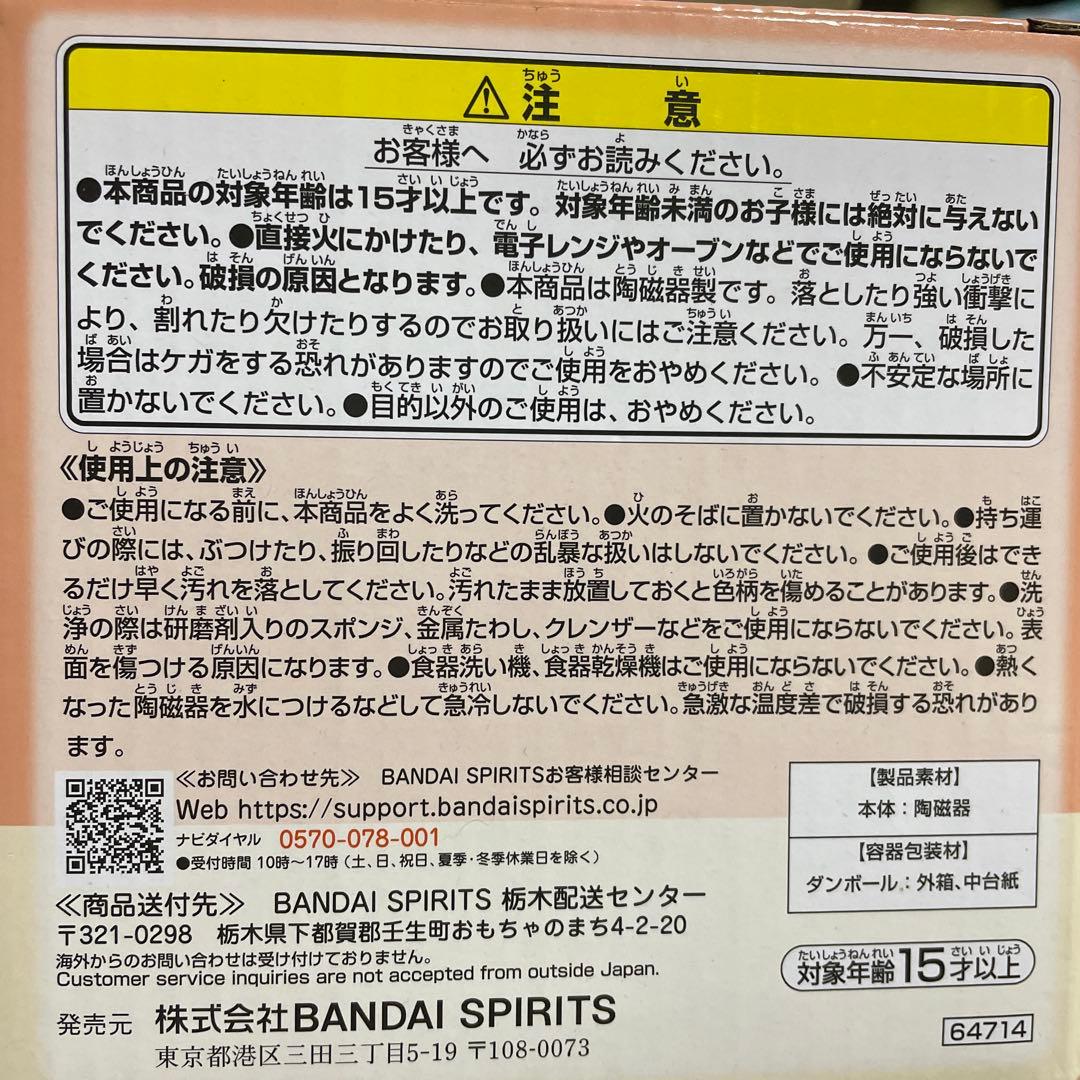 ⚠注意
お客様へ 必ずお読みください。
●本商品の対象年齢は15才以上です。対象年齢未満のお子様には絶対に与えない
でください。●直接火にかけたり、電子レンジやオーブンなどでご使用にならないで
ください。破損の原因となります。●本商品は陶磁器製です。落としたり強い衝撃に
より、割れたり欠けたりするのでお取り扱いにはご注意ください。万一、破損した
場合はケガをする恐れがありますのでご使用をおやめください。●不安定な場所に
置かないでください。●目的以外のご使用は、おやめください。
《使用上の注意》
●ご使用になる前に、本商品をよく洗ってください。●火のそばに置かないでください。●持ち運
びの際には、ぶつけたり、振り回したりなどの乱暴な扱いはしないでください。●ご使用後はでき
るだけ早く汚れを落としてください。汚れたまま放置しておくと色柄を傷めることがあります。●洗
浄の際は研磨剤入りのスポンジ、金属たわし、クレンザーなどをご使用にならないでください。表
面を傷つける原因になります。●食器洗い機、食器乾燥機はご使用にならないでください。●熱く
なった陶磁器を水につけるなどして急冷しないでください。急激な温度差で破損する恐れがあり
ます。
≪お問い合わせ先≫ BANDAI SPIRITSお客様相談センター
Web https://support.bandaispirits.co.jp
ナビダイヤル 0570-078-001
●受付時間 10時～17時（土、日、祝日、夏季・冬季休業日を除く）
≪商品送付先≫ BANDAI SPIRITS 栃木配送センター
〒321-0298 栃木県下都賀郡壬生町おもちゃのまち4-2-20
海外からのお問い合わせは受け付けておりません。
Customer service inquiries are not accepted from outside Japan.
発売元 株式会社BANDAI SPIRITS
東京都港区三田三丁目5-19 〒108-0073
【製品素材】
本体：陶磁器
【容器包装材】
ダンボール：外箱、中台紙
対象年齢15才以上
64714